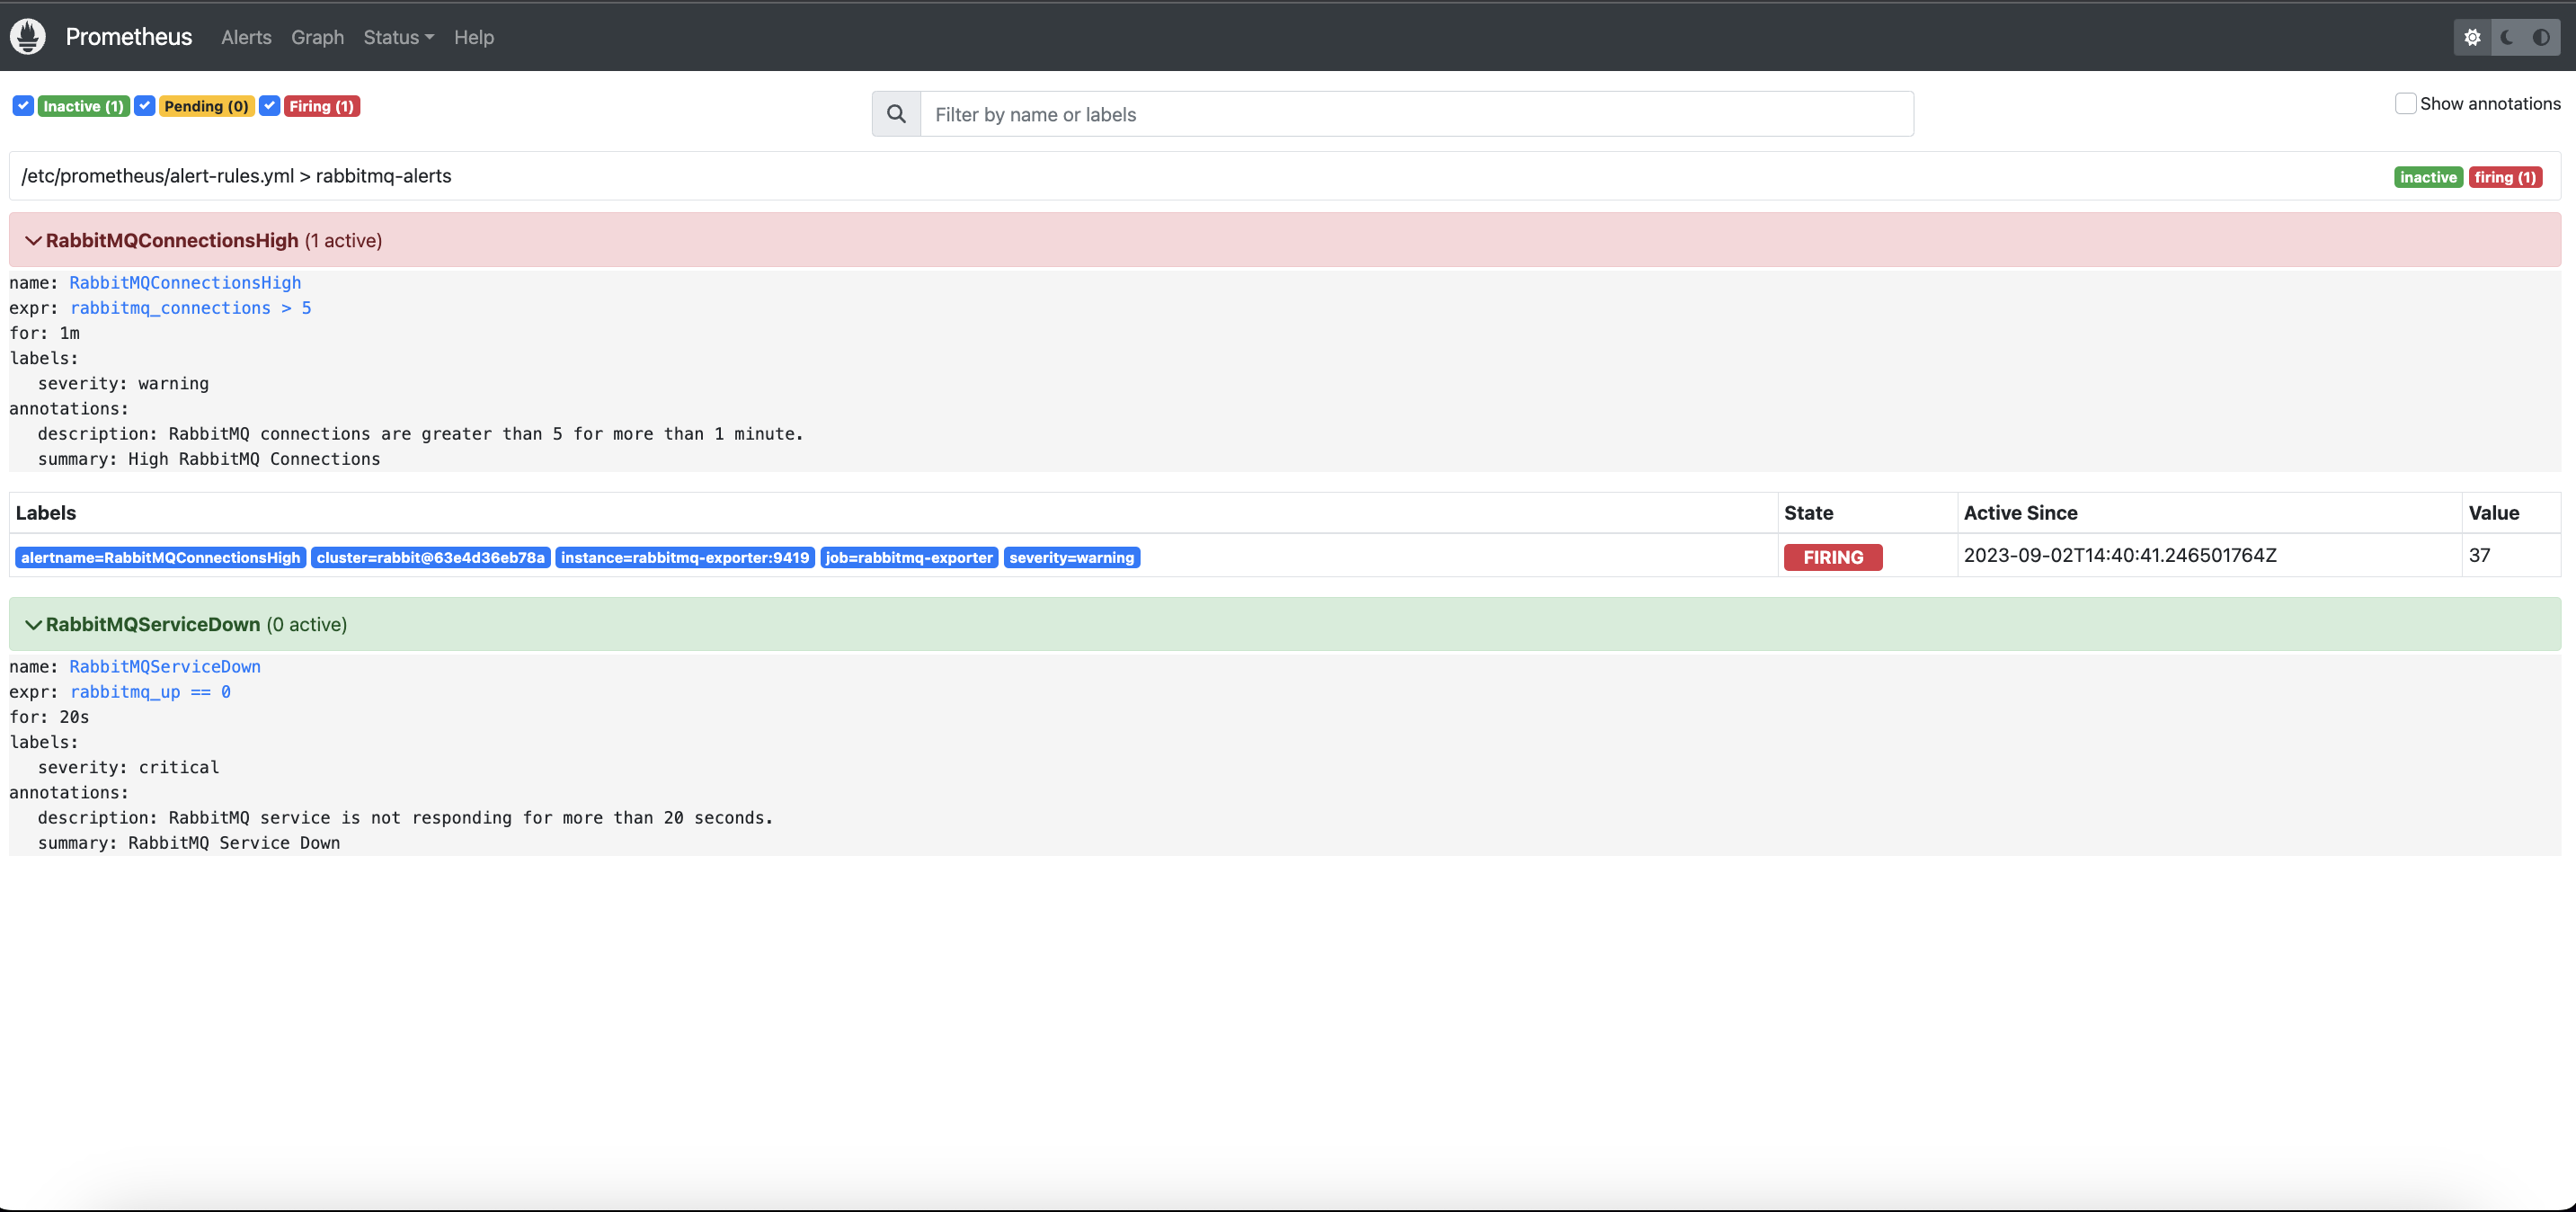 Prometheus Alerts Graph Status Help
Inactive (1) Pending (0) Firing (1) Filter by name or labels Show annotations
/etc/prometheus/alert-rules.yml > rabbitmq-alerts inactive firing (1)
RabbitMQConnectionsHigh (1 active)
name: RabbitMQConnectionsHigh
expr: rabbitmq_connections > 5
for: 1m
labels:
severity: warning
annotations:
description: RabbitMQ connections are greater than 5 for more than 1 minute.
summary: High RabbitMQ Connections
Labels State Active Since Value
alertname=RabbitMQConnectionsHigh cluster=rabbit@63e4d36eb78a instance=rabbitmq-exporter:9419 job=rabbitmq-exporter severity=warning FIRING 2023-09-02T14:40:41.246501764Z 37
RabbitMQServiceDown (0 active)
name: RabbitMQServiceDown
expr: rabbitmq_up == 0
for: 20s
labels:
severity: critical
annotations:
description: RabbitMQ service is not responding for more than 20 seconds.
summary: RabbitMQ Service Down